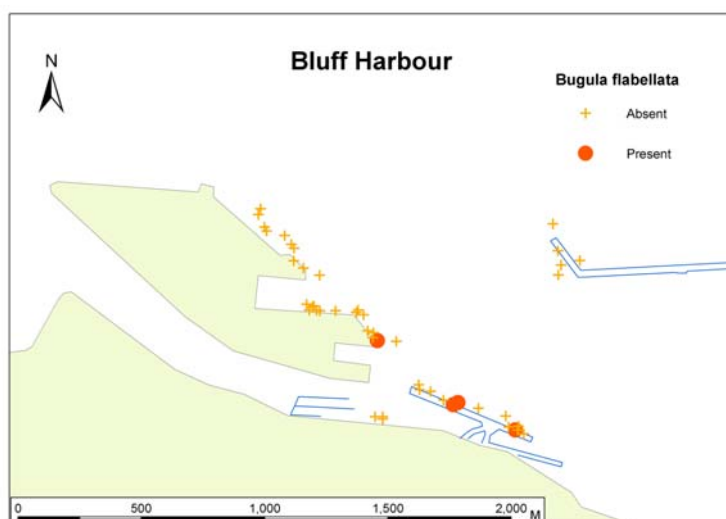 Bluff Harbour
N
Bugula flabellata
Absent
Present
0 500 1,000 1,500 2,000 M